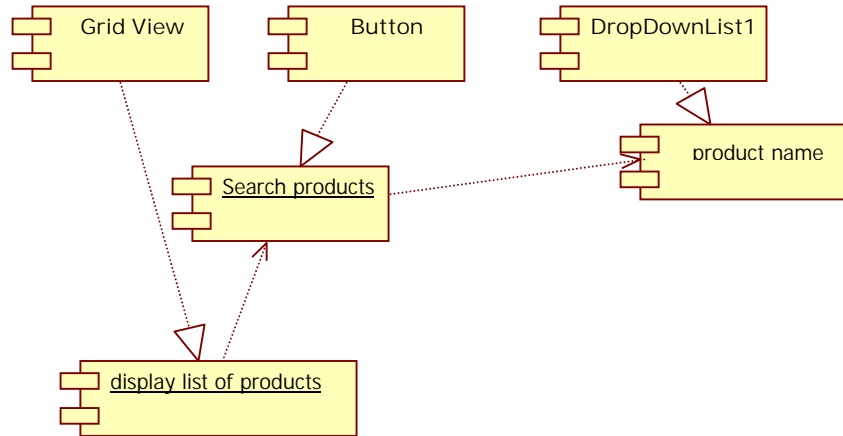 Grid View
Button
DropDownList1
product name
Search products
display list of products